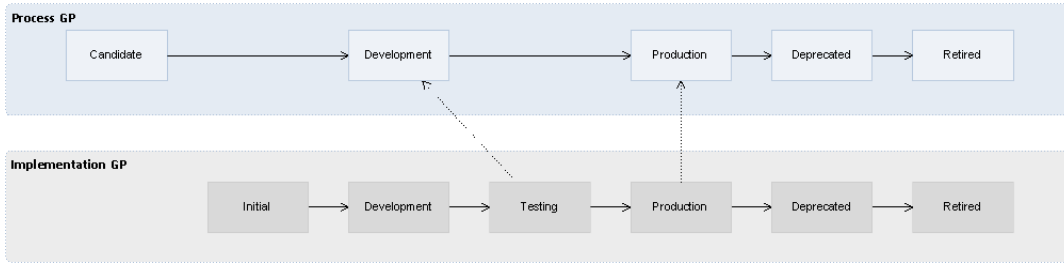 Process GP
Candidate
Development
Production
Deprecated
Retired
Implementation GP
Initial
Development
Testing
Production
Deprecated
Retired